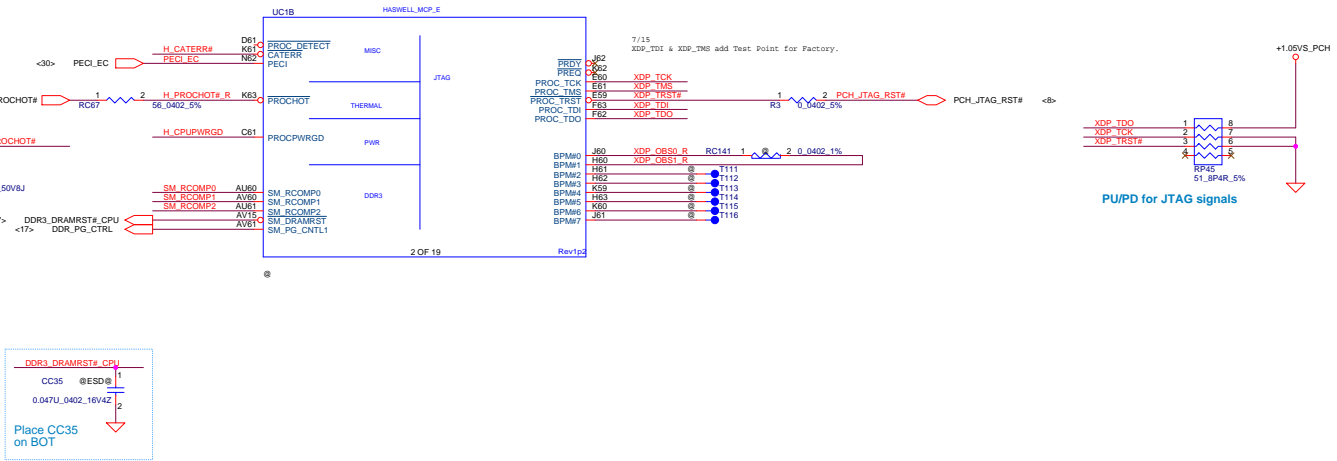 UC1B
HASWELL_MCP_E
7/15
XDP_TDI & XDP_TMS add Test Point for Factory.
+1.05VS_PCH
<30> PECI_EC
H_CATERR#
PECI_EC
D61
K61
N62
PROC_DETECT
CATERR
PECI
MISC
JTAG
THERMAL
PWR
DDR3
ROCHOT#
RC67
1 2
56_0402_5%
H_PROCHOT#_R K63
PROCHOT
OCHOT#
H_CPUPWRGD C61
PROCPWRGD
_50V8J
SM_RCOMP0 AU60
SM_RCOMP1 AV60
SM_RCOMP2 AU61
AV15
AV61
SM_RCOMP0
SM_RCOMP1
SM_RCOMP2
SM_DRAMRST
SM_PG_CNTL1
DDR3_DRAMRST#_CPU
<17> DDR_PG_CTRL
PRDY
PREQ
PROC_TCK
PROC_TMS
PROC_TRST
PROC_TDI
PROC_TDO
J62
K62
E60 XDP_TCK
E61 XDP_TMS
E59 XDP_TRST#
F63 XDP_TDI
F62 XDP_TDO
1 2
R3 0_0402_5%
PCH_JTAG_RST#
PCH_JTAG_RST# <8>
BPM#0
BPM#1
BPM#2
BPM#3
BPM#4
BPM#5
BPM#6
BPM#7
J60 XDP_OBS0_R RC141 1 @ 2 0_0402_1%
H60 XDP_OBS1_R
H61 @ T111
H62 @ T112
K59 @ T113
H63 @ T114
K60 @ T115
J61 @ T116
2 OF 19
Rev1p2
@
XDP_TDO 1 8
XDP_TCK 2 7
XDP_TRST# 3 6
4 5
RP45
51_8P4R_5%
PU/PD for JTAG signals
DDR3_DRAMRST#_CPU
CC35 @ESD@
1
0.047U_0402_16V4Z
2
Place CC35
on BOT